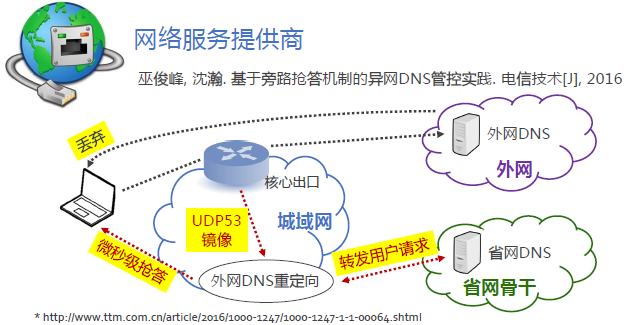 网络服务提供商
巫俊峰, 沈瀚. 基于旁路抢答机制的异网DNS管控实践. 电信技术[J], 2016
丢弃
外网DNS
外网
核心出口
UDP53
镜像
城域网
微秒级抢答
外网DNS重定向
转发用户请求
省网DNS
省网骨干
* http://www.ttm.com.cn/article/2016/1000-1247/1000-1247-1-1-00064.shtml